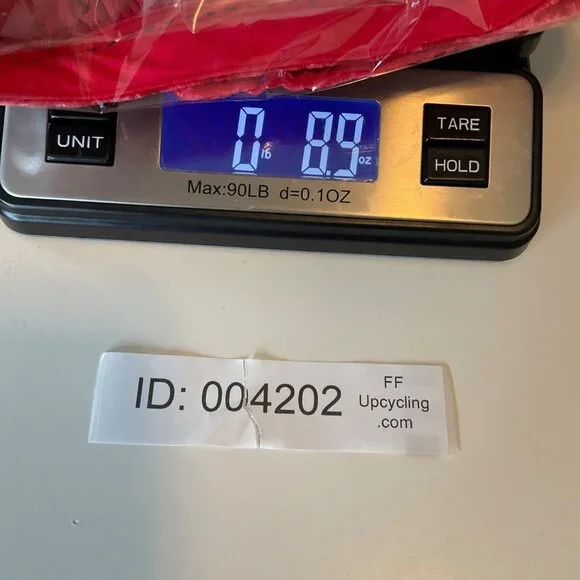 UNIT
0 lb 8.9 oz
TARE
HOLD
Max:90LB d=0.1OZ
ID: 004202
FF
Upcycling
.com